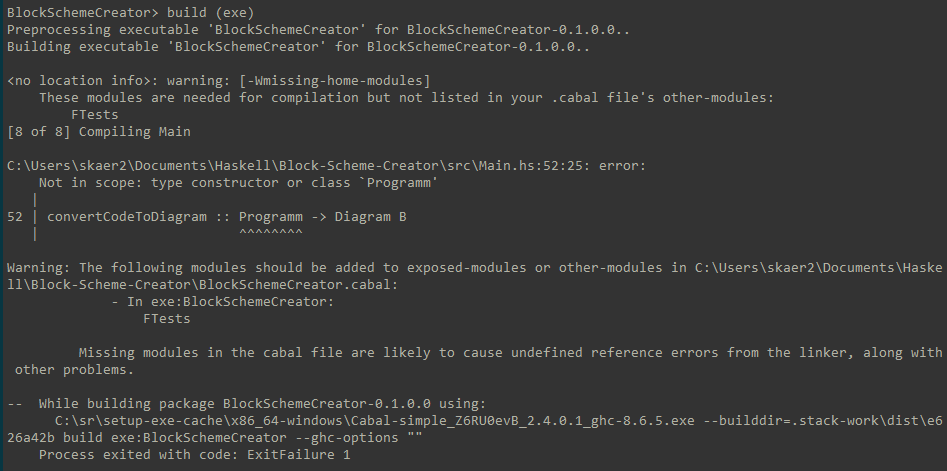 BlockSchemeCreator> build (exe)
Preprocessing executable 'BlockSchemeCreator' for BlockSchemeCreator-0.1.0.0..
Building executable 'BlockSchemeCreator' for BlockSchemeCreator-0.1.0.0..
<no location info>: warning: [-Wmissing-home-modules]
    These modules are needed for compilation but not listed in your .cabal file's other-modules:
        FTests
[8 of 8] Compiling Main
C:\Users\skaer2\Documents\Haskell\Block-Scheme-Creator\src\Main.hs:52:25: error:
    Not in scope: type constructor or class `Programm'
   |
52 | convertCodeToDiagram :: Programm -> Diagram B
   |                         ^^^^^^^^
Warning: The following modules should be added to exposed-modules or other-modules in C:\Users\skaer2\Documents\Haske
ll\Block-Scheme-Creator\BlockSchemeCreator.cabal:
             - In exe:BlockSchemeCreator:
                 FTests
         Missing modules in the cabal file are likely to cause undefined reference errors from the linker, along with
 other problems.
--  While building package BlockSchemeCreator-0.1.0.0 using:
      C:\sr\setup-exe-cache\x86_64-windows\Cabal-simple_Z6RU0evB_2.4.0.1_ghc-8.6.5.exe --builddir=.stack-work\dist\e6
26a42b build exe:BlockSchemeCreator --ghc-options ""
    Process exited with code: ExitFailure 1